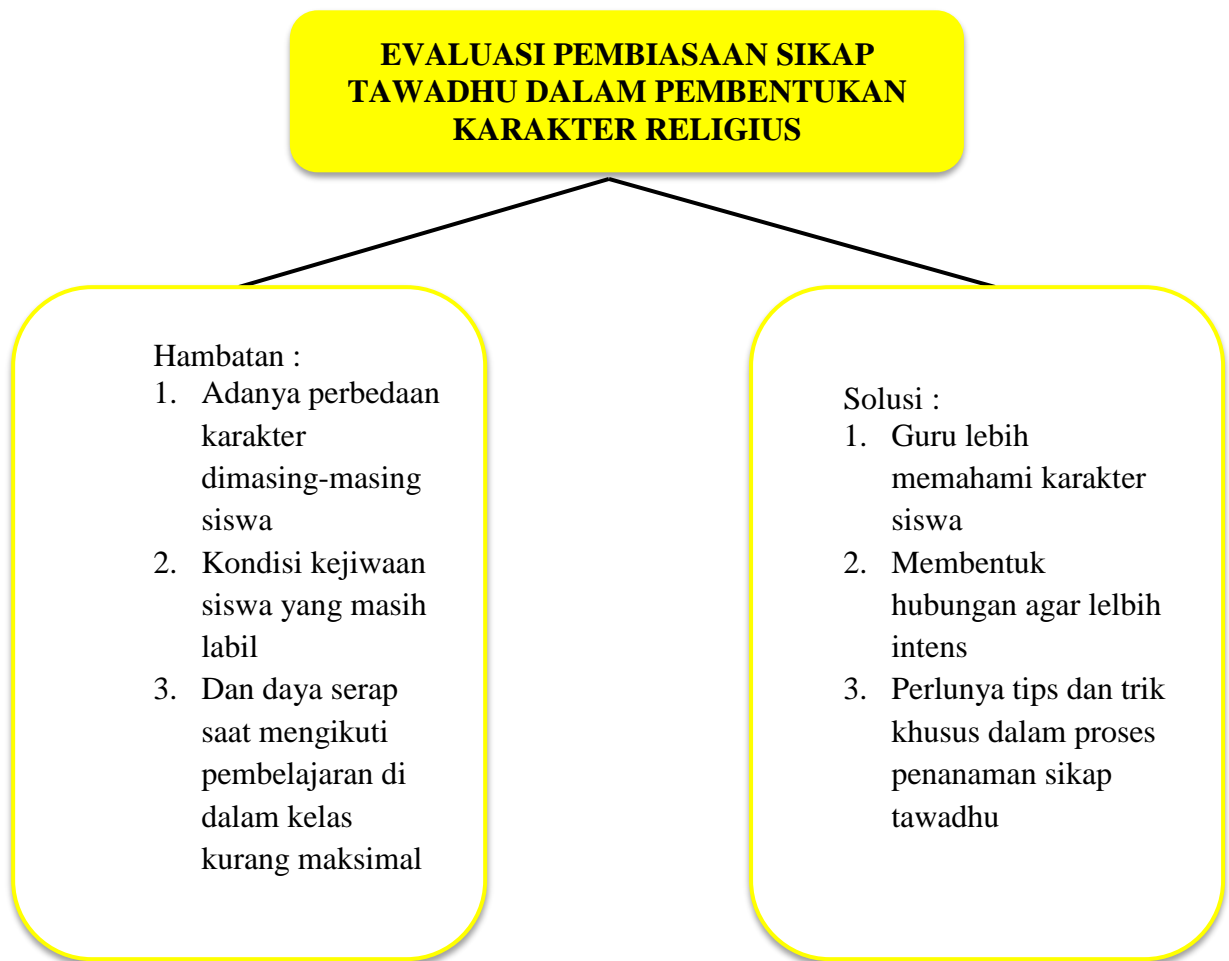 EVALUASI PEMBIASAAN SIKAP
TAWADHU DALAM PEMBENTUKAN
KARAKTER RELIGIUS
Hambatan :
1. Adanya perbedaan
karakter
dimasing-masing
siswa
2. Kondisi kejiwaan
siswa yang masih
labil
3. Dan daya serap
saat mengikuti
pembelajaran di
dalam kelas
kurang maksimal
Solusi :
1. Guru lebih
memahami karakter
siswa
2. Membentuk
hubungan agar lelbih
intens
3. Perlunya tips dan trik
khusus dalam proses
penanaman sikap
tawadhu